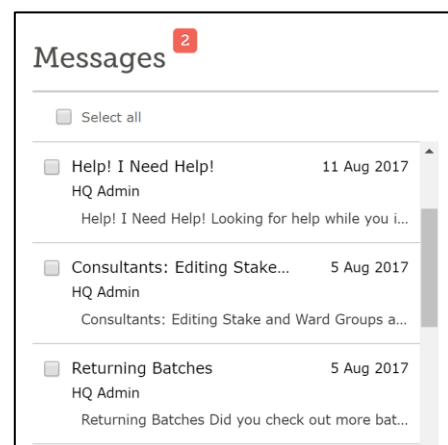 Messages 2
Select all
Help! I Need Help! 11 Aug 2017
HQ Admin
Help! I Need Help! Looking for help while you i...
Consultants: Editing Stake... 5 Aug 2017
HQ Admin
Consultants: Editing Stake and Ward Groups a...
Returning Batches 5 Aug 2017
HQ Admin
Returning Batches Did you check out more bat...